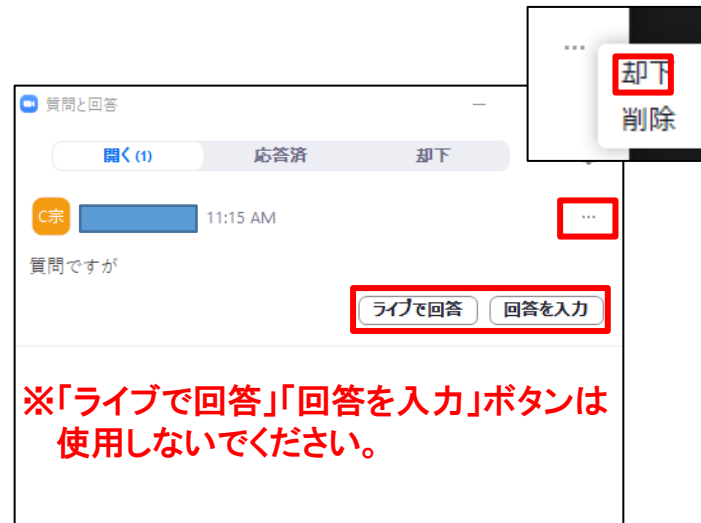 …
却下
削除
質問と回答
開く(1) 応答済 却下
C宗 11:15 AM …
質問ですが
ライブで回答 回答を入力
※「ライブで回答」「回答を入力」ボタンは
使用しないでください。